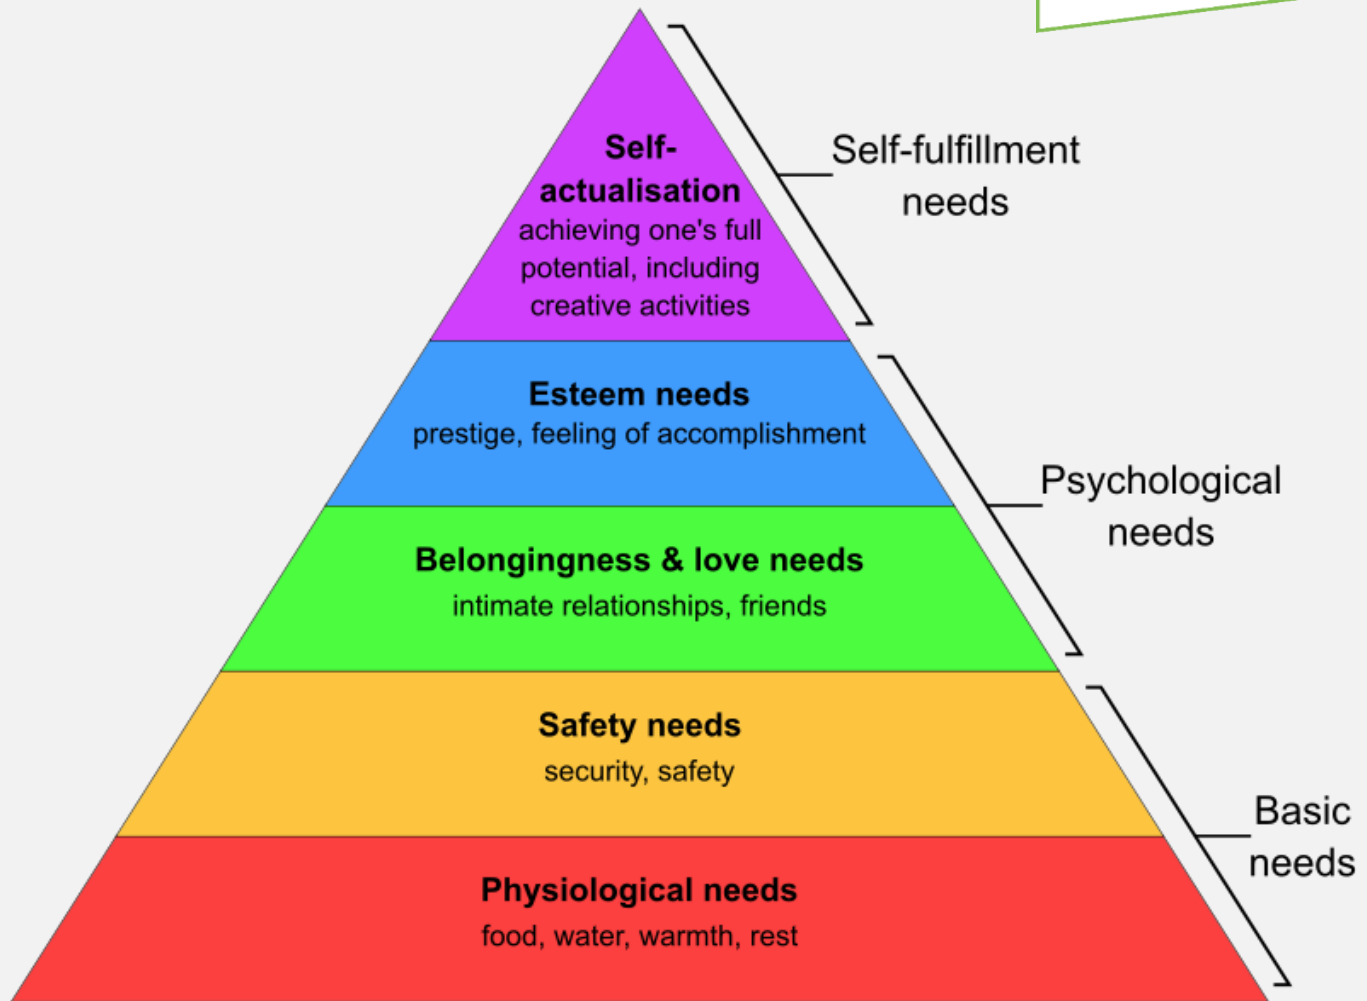 Self-
actualisation
achieving one's full
potential, including
creative activities
Self-fulfillment
needs
Esteem needs
prestige, feeling of accomplishment
Psychological
needs
Belongingness & love needs
intimate relationships, friends
Safety needs
security, safety
Basic
needs
Physiological needs
food, water, warmth, rest